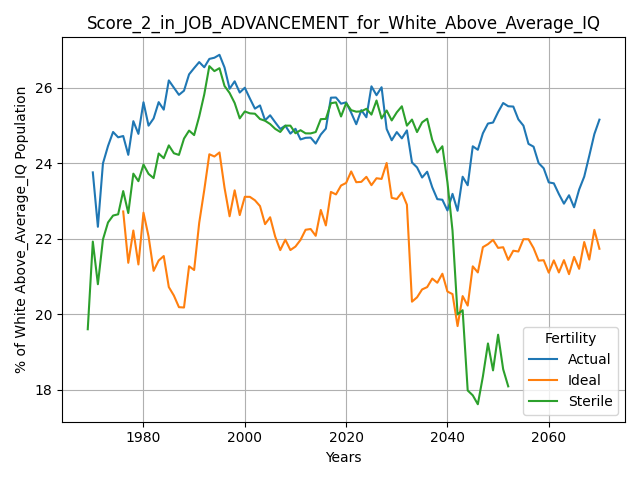 Score_2_in_JOB_ADVANCEMENT_for_White_Above_Average_IQ
% of White Above_Average_IQ Population
26
24
22
20
18
1980
2000
2020
2040
2060
Years
Fertility
Actual
Ideal
Sterile